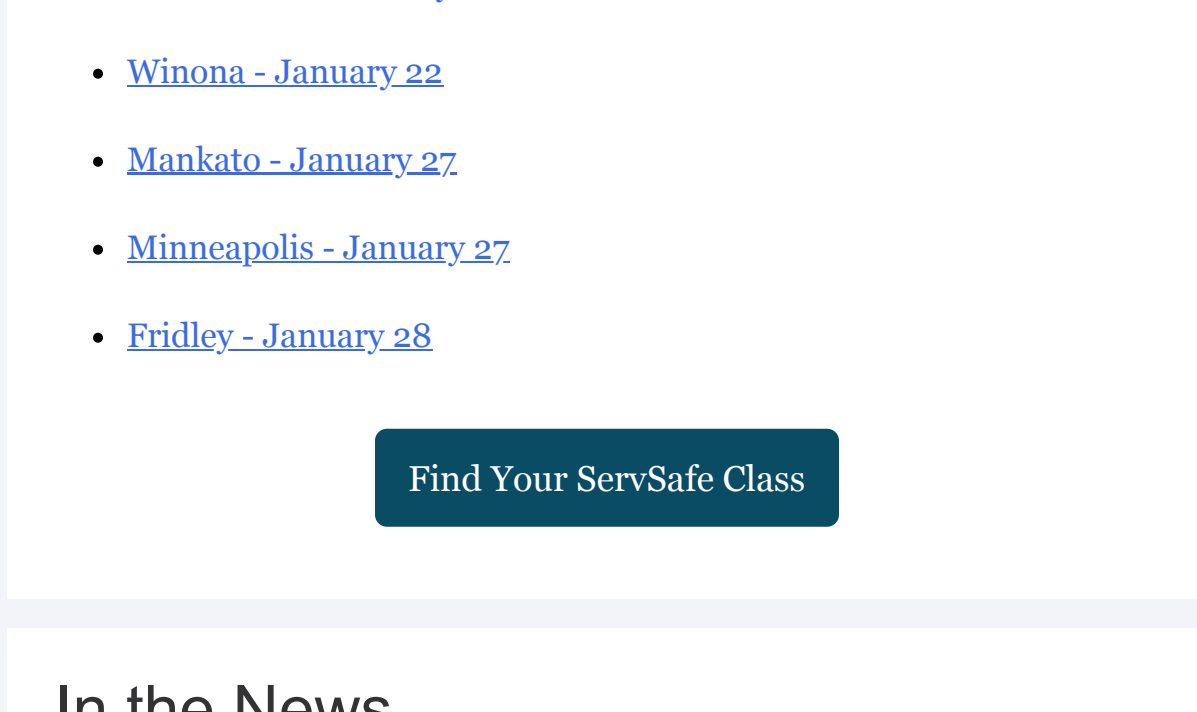 Winona - January 22
Mankato - January 27
Minneapolis - January 27
Fridley - January 28
Find Your ServSafe Class
In the News